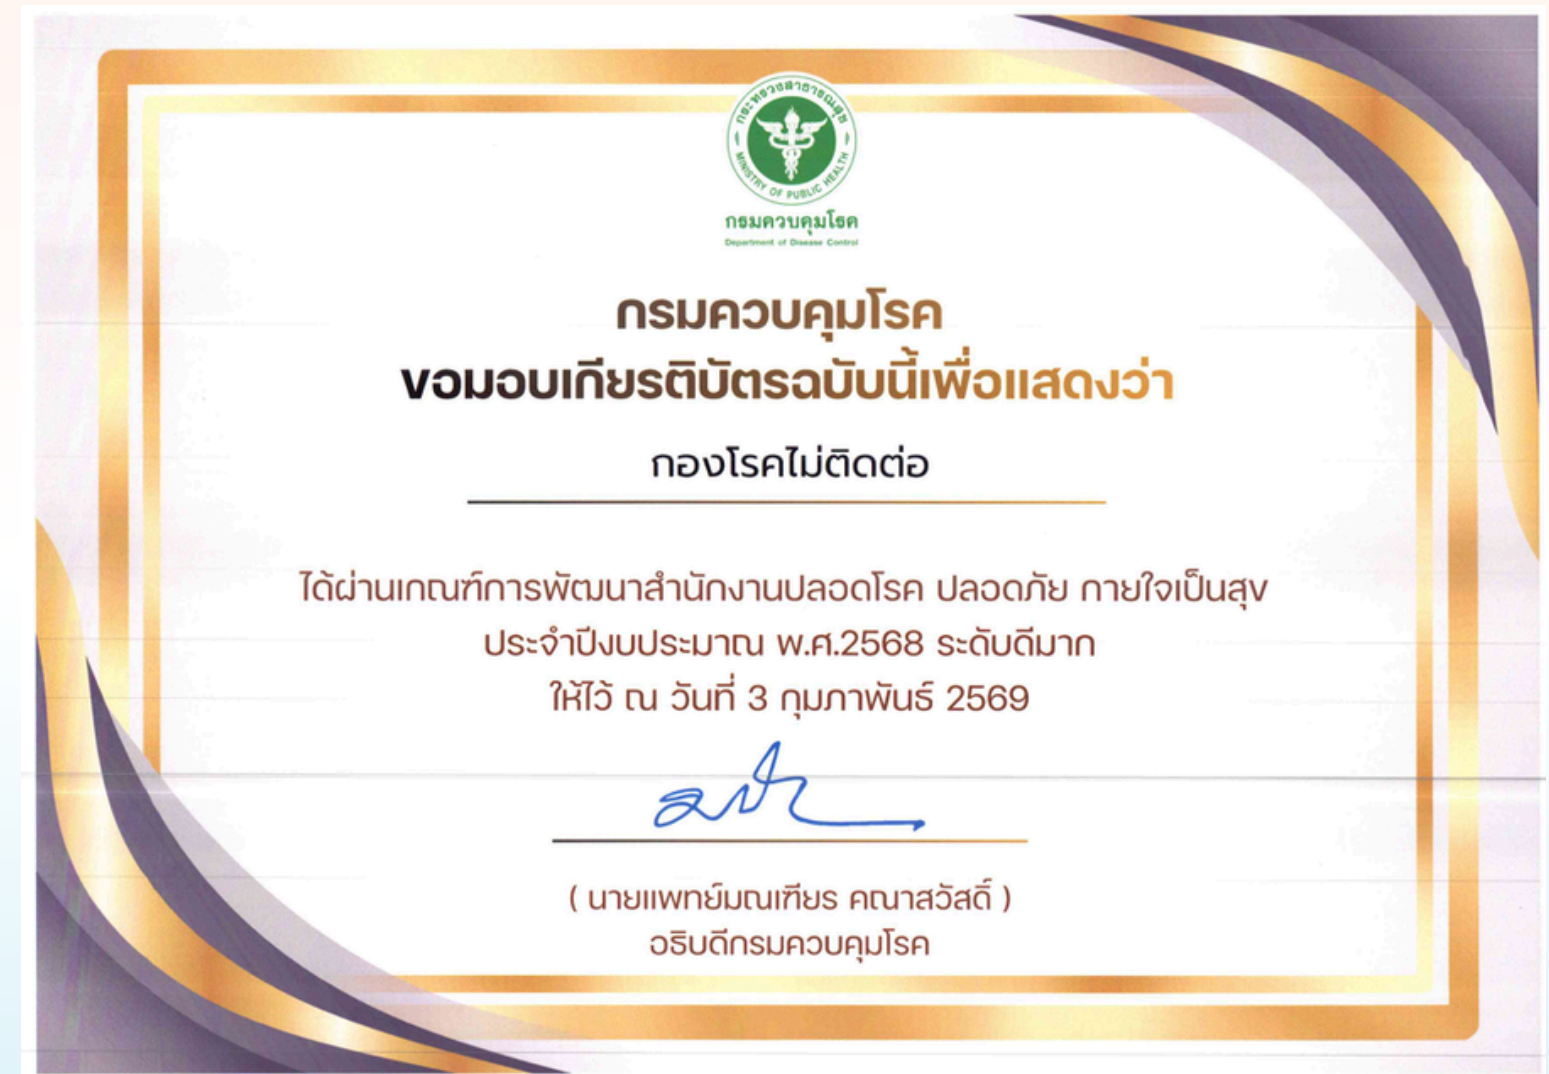 กระทรวงสาธารณสุข
MINISTRY OF PUBLIC HEALTH
กรมควบคุมโรค
Department of Disease Control
กรมควบคุมโรค
ขอมอบเกียรติบัตรฉบับนี้เพื่อแสดงว่า
กองโรคไม่ติดต่อ
ได้ผ่านเกณฑ์การพัฒนาสำนักงานปลอดโรค ปลอดภัย กายใจเป็นสุข
ประจำปีงบประมาณ พ.ศ.2568 ระดับดีมาก
ให้ไว้ ณ วันที่ 3 กุมภาพันธ์ 2569
( นายแพทย์มณเฑียร คณาสวัสดิ์ )
อธิบดีกรมควบคุมโรค